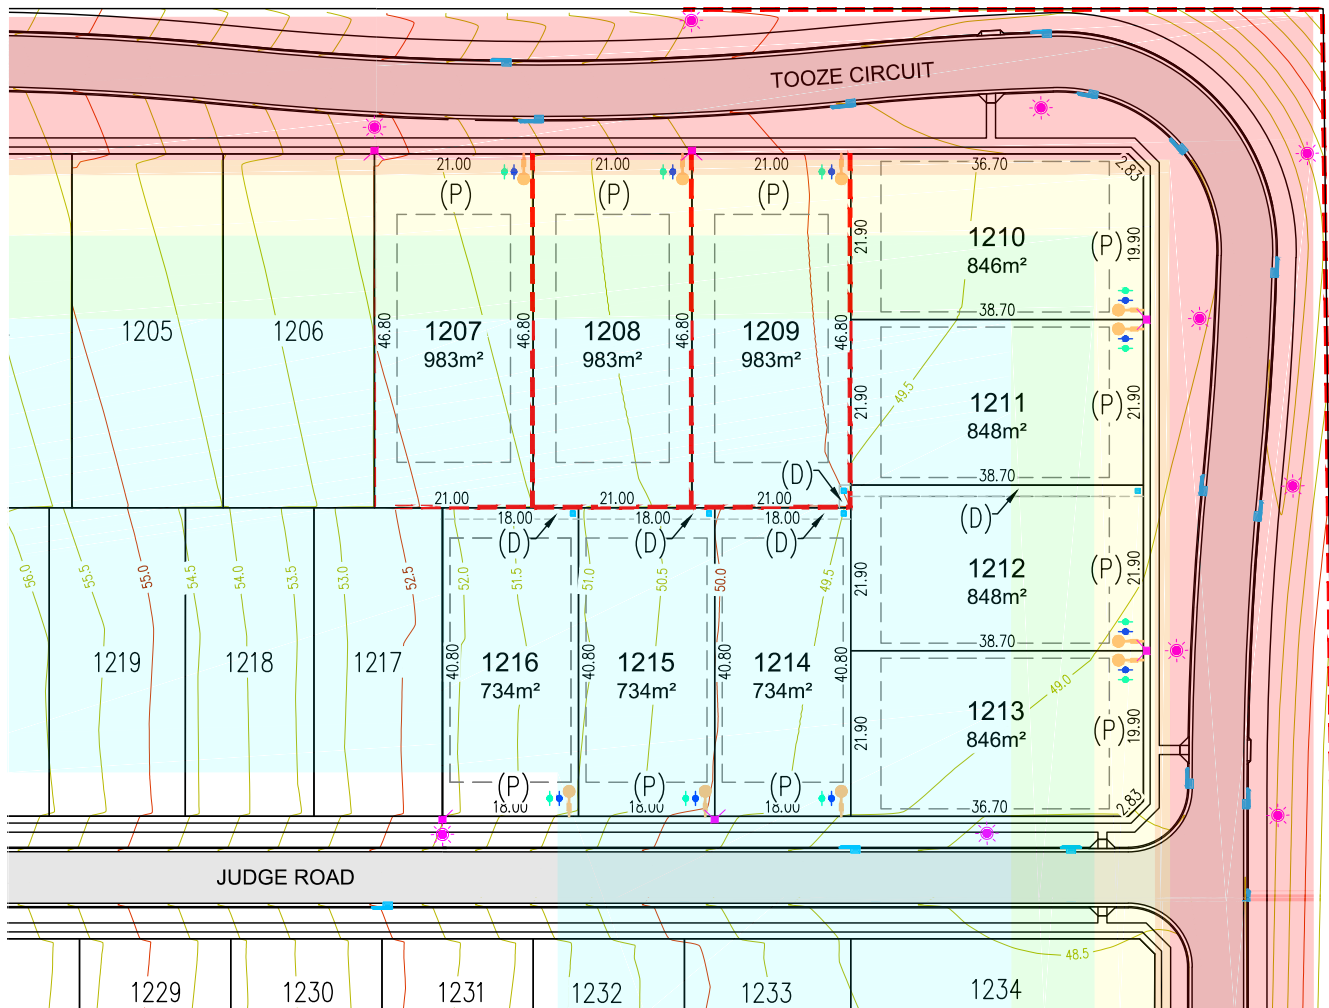 TOOZE CIRCUIT
21.00
21.00
21.00
36.70
2.83
(P)
(P)
(P)
21.90
1210
846m²
(P)
19.90
38.70
1205
1206
46.80
1207
983m²
46.80
1208
983m²
46.80
1209
983m²
46.80
49.5
21.90
1211
848m²
(P)
21.90
38.70
(D)
21.00
21.00
21.00
18.00
18.00
18.00
(D)
(D)
(D)
(D)
56.0
55.5
55.0
54.5
54.0
53.5
53.0
52.5
52.0
51.5
51.0
50.5
50.0
49.5
21.90
1212
848m²
(P)
21.90
38.70
1219
1218
1217
40.80
1216
734m²
40.80
1215
734m²
40.80
1214
734m²
40.80
49.0
21.90
1213
846m²
(P)
19.90
(P)
(P)
(P)
18.00
18.00
18.00
36.70
2.83
JUDGE ROAD
48.5
1229
1230
1231
1232
1233
1234